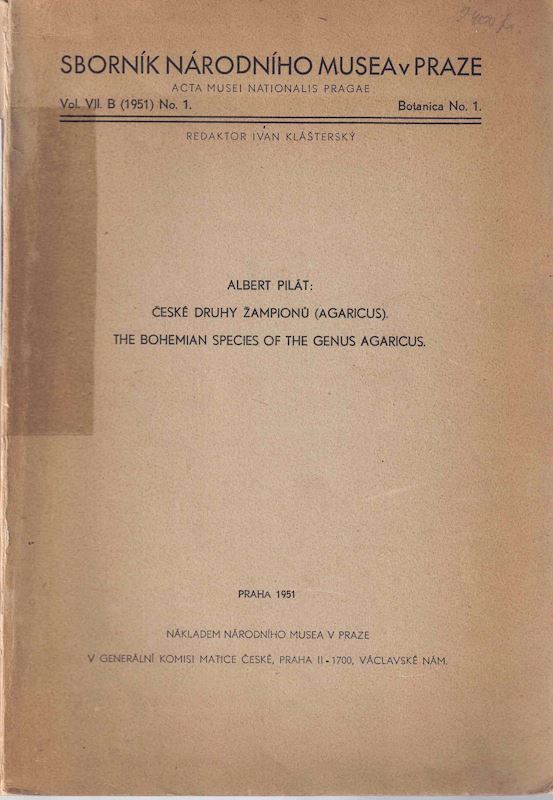 SBORNÍK NÁRODNÍHO MUSEA v PRAZE
ACTA MUSEI NATIONALIS PRAGAE
Vol. VII. B (1951) No. 1. Botanica No. 1.
REDAKTOR IVAN KLÁŠTERSKÝ
ALBERT PILÁT:
ČESKÉ DRUHY ŽAMPIONŮ (AGARICUS).
THE BOHEMIAN SPECIES OF THE GENUS AGARICUS.
PRAHA 1951
NÁKLADEM NÁRODNÍHO MUSEA V PRAZE
V GENERÁLNÍ KOMISI MATICE ČESKÉ, PRAHA II - 1700, VÁCLAVSKÉ NÁM.